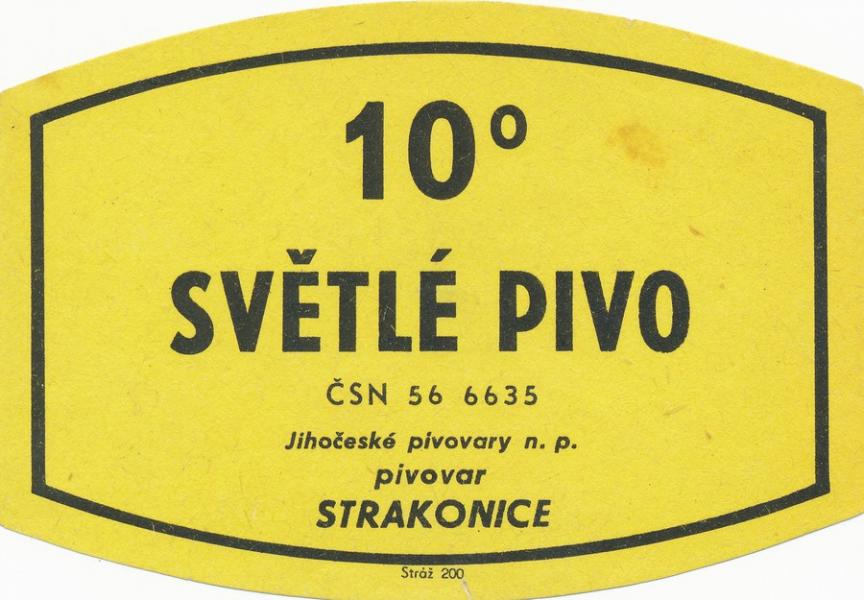 10°
SVĚTLÉ PIVO
ČSN 56 6635
Jihočeské pivovary n. p.
pivovar
STRAKONICE
Stráž 200